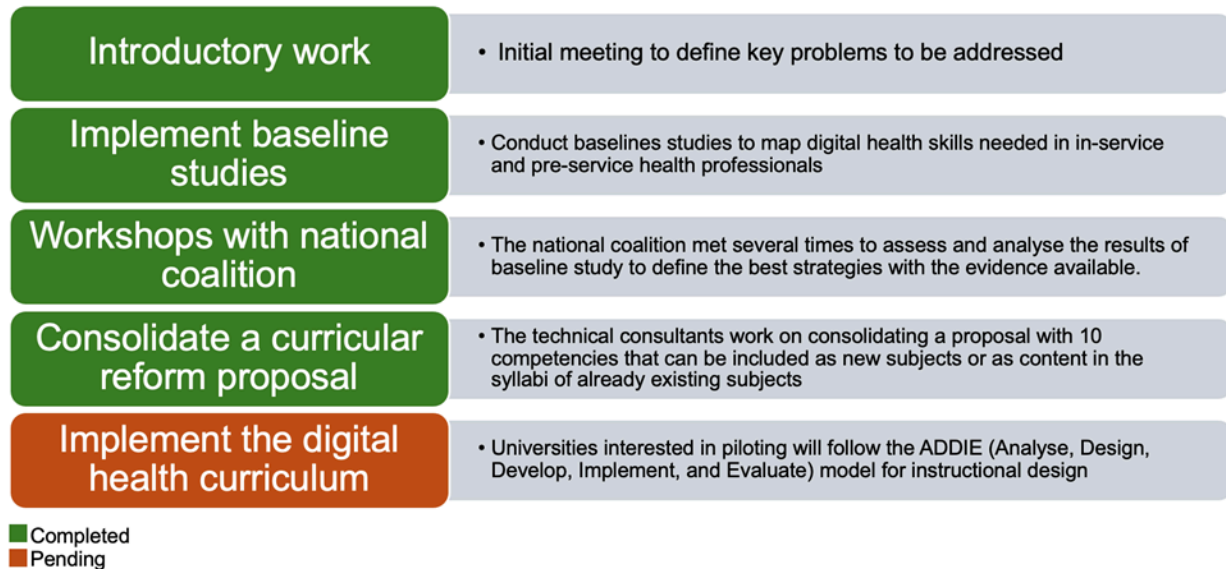 Introductory work
• Initial meeting to define key problems to be addressed
Implement baseline
studies
• Conduct baselines studies to map digital health skills needed in in-service
and pre-service health professionals
Workshops with national
coalition
• The national coalition met several times to assess and analyse the results of
baseline study to define the best strategies with the evidence available.
Consolidate a curricular
reform proposal
• The technical consultants work on consolidating a proposal with 10
competencies that can be included as new subjects or as content in the
syllabi of already existing subjects
Implement the digital
health curriculum
• Universities interested in piloting will follow the ADDIE (Analyse, Design,
Develop, Implement, and Evaluate) model for instructional design
Completed
Pending